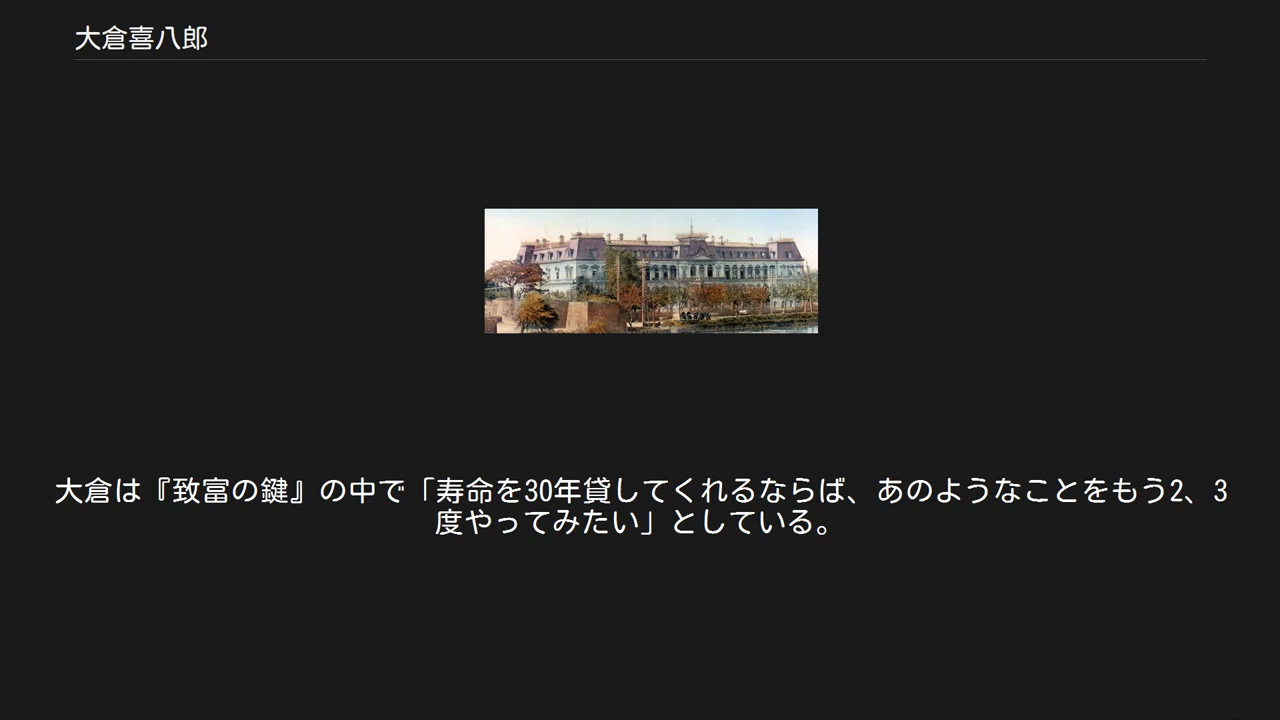 大倉喜八郎
大倉は『致富の鍵』の中で「寿命を30年貸してくれるならば、あのようなことをもう2、3
度やってみたい」としている。